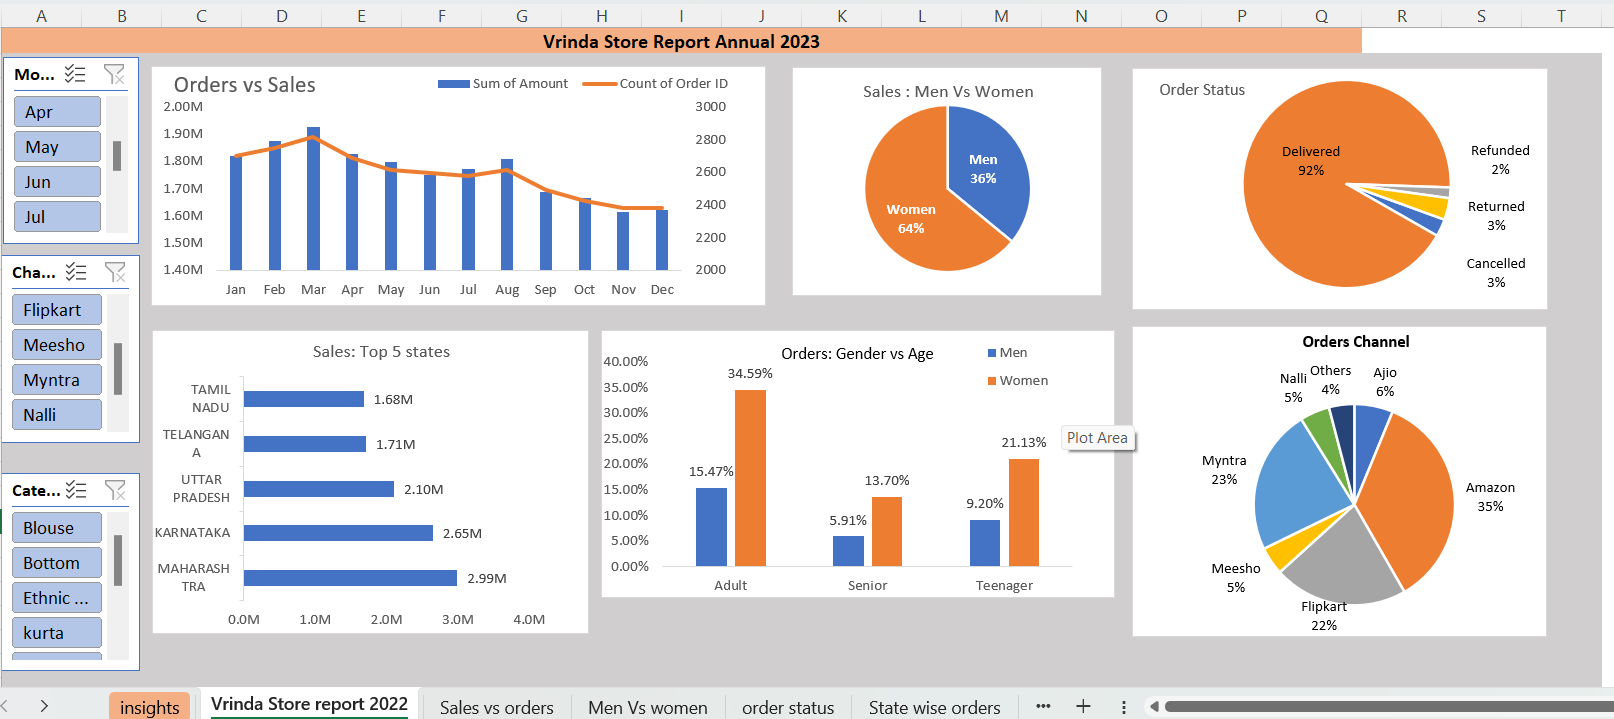 A B C D E F G H I J K L M N O P Q R S T
Vrinda Store Report Annual 2023
Mo...
Apr
May
Jun
Jul
Cha...
Flipkart
Meesho
Myntra
Nalli
Cate...
Blouse
Bottom
Ethnic ...
kurta
Orders vs Sales
Sum of Amount
Count of Order ID
2.00M
1.90M
1.80M
1.70M
1.60M
1.50M
1.40M
3000
2800
2600
2400
2200
2000
Jan Feb Mar Apr May Jun Jul Aug Sep Oct Nov Dec
Sales : Men Vs Women
Men
36%
Women
64%
Order Status
Delivered
92%
Refunded
2%
Returned
3%
Cancelled
3%
Sales: Top 5 states
TAMIL
NADU
1.68M
TELANGAN
A
1.71M
UTTAR
PRADESH
2.10M
KARNATAKA
2.65M
MAHARASH
TRA
2.99M
0.0M 1.0M 2.0M 3.0M 4.0M
Orders: Gender vs Age
Men
Women
40.00%
35.00%
30.00%
25.00%
20.00%
15.00%
10.00%
5.00%
0.00%
15.47%
34.59%
5.91%
13.70%
9.20%
21.13%
Adult Senior Teenager
Plot Area
Orders Channel
Ajio
6%
Amazon
35%
Flipkart
22%
Meesho
5%
Myntra
23%
Nalli
5%
Others
4%
insights
Vrinda Store report 2022
Sales vs orders
Men Vs women
order status
State wise orders